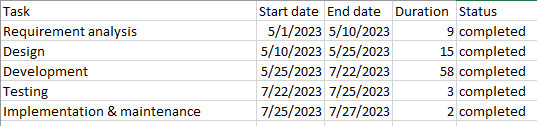 Task Start date End date Duration Status
Requirement analysis 5/1/2023 5/10/2023 9 completed
Design 5/10/2023 5/25/2023 15 completed
Development 5/25/2023 7/22/2023 58 completed
Testing 7/22/2023 7/25/2023 3 completed
Implementation & maintenance 7/25/2023 7/27/2023 2 completed